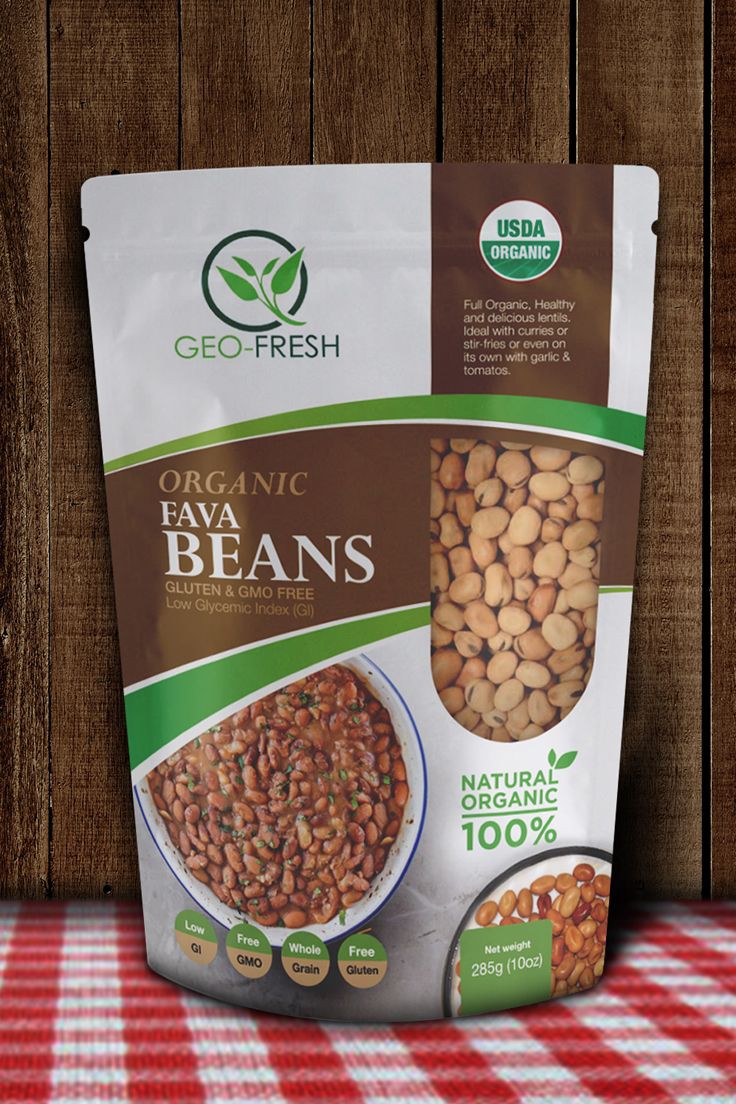 GEO-FRESH
USDA
ORGANIC
Full Organic, Healthy
and delicious lentils.
Ideal with curries or
stir-fries or even on
its own with garlic &
tomatos.
ORGANIC
FAVA
BEANS
GLUTEN & GMO FREE
Low Glycemic Index (GI)
NATURAL
ORGANIC
100%
Low
GI
Free
GMO
Whole
Grain
Free
Gluten
Net weight
285g (10oz)